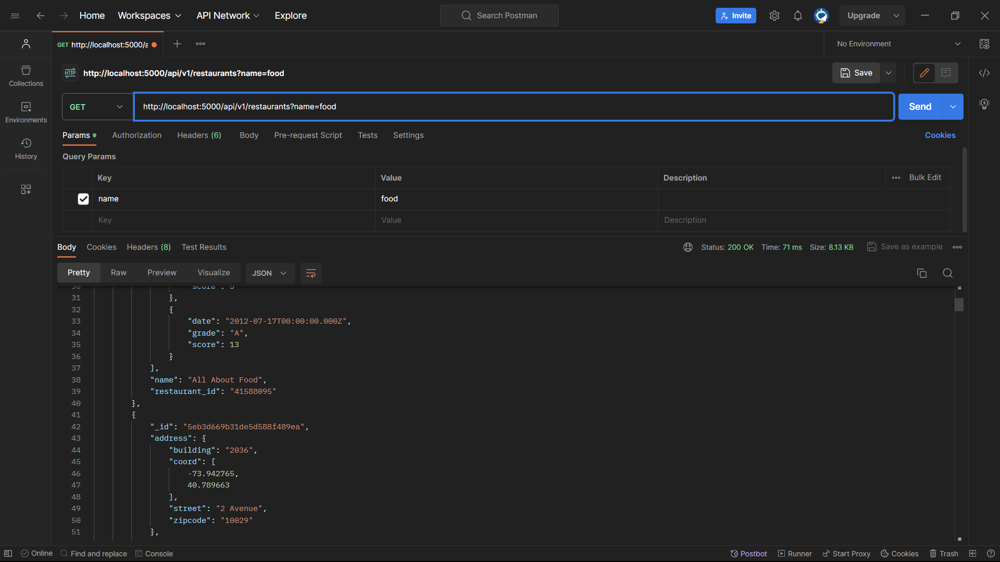 Home Workspaces API Network Explore Search Postman Invite Upgrade
GET http://localhost:5000/a No Environment
HTTP http://localhost:5000/api/v1/restaurants?name=food Save
GET http://localhost:5000/api/v1/restaurants?name=food Send
Params Authorization Headers (6) Body Pre-request Script Tests Settings Cookies
Query Params
Key Value Description Bulk Edit
name food
Key Value Description
Body Cookies Headers (8) Test Results Status: 200 OK Time: 71 ms Size: 8.13 KB Save as example
Pretty Raw Preview Visualize JSON
30 "score": 5
31 },
32 {
33 "date": "2012-07-17T00:00:00.000Z",
34 "grade": "A",
35 "score": 13
36 }
37 ],
38 "name": "All About Food",
39 "restaurant_id": "41588095"
40 },
41 {
42 "_id": "5eb3d669b31de5d588f489ea",
43 "address": {
44 "building": "2036",
45 "coord": [
46 -73.942765,
47 40.789663
48 ],
49 "street": "2 Avenue",
50 "zipcode": "10029"
51 },
Collections
Environments
History
Online Find and replace Console Postbot Runner Start Proxy Cookies Trash